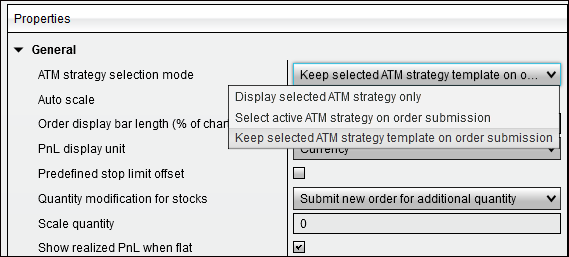 Properties
General
ATM strategy selection mode
Keep selected ATM strategy template on o...
Auto scale
Display selected ATM strategy only
Select active ATM strategy on order submission
Order display bar length (% of char
Keep selected ATM strategy template on order submission
PnL display unit
Currency
Predefined stop limit offset
Quantity modification for stocks
Submit new order for additional quantity
Scale quantity
0
Show realized PnL when flat